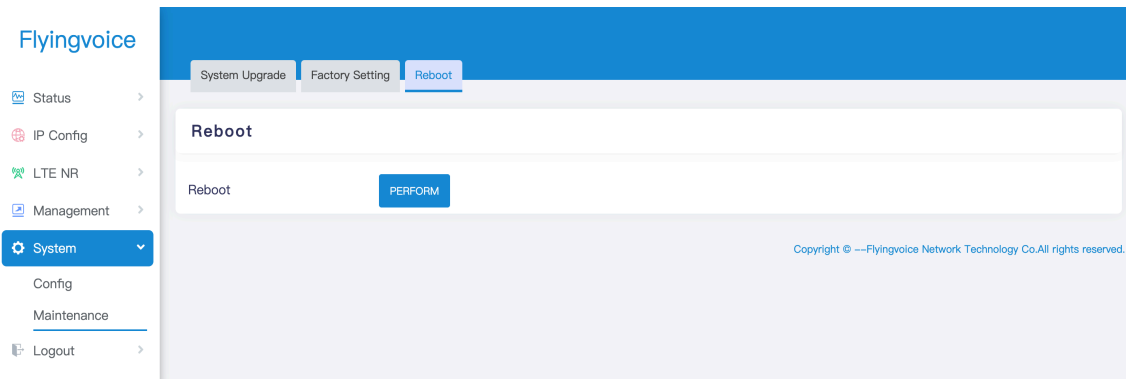 Flyingvoice
System Upgrade Factory Setting Reboot
Status
IP Config
LTE NR
Management
System
Config
Maintenance
Logout
Reboot
Reboot PERFORM
Copyright © --Flyingvoice Network Technology Co.All rights reserved.